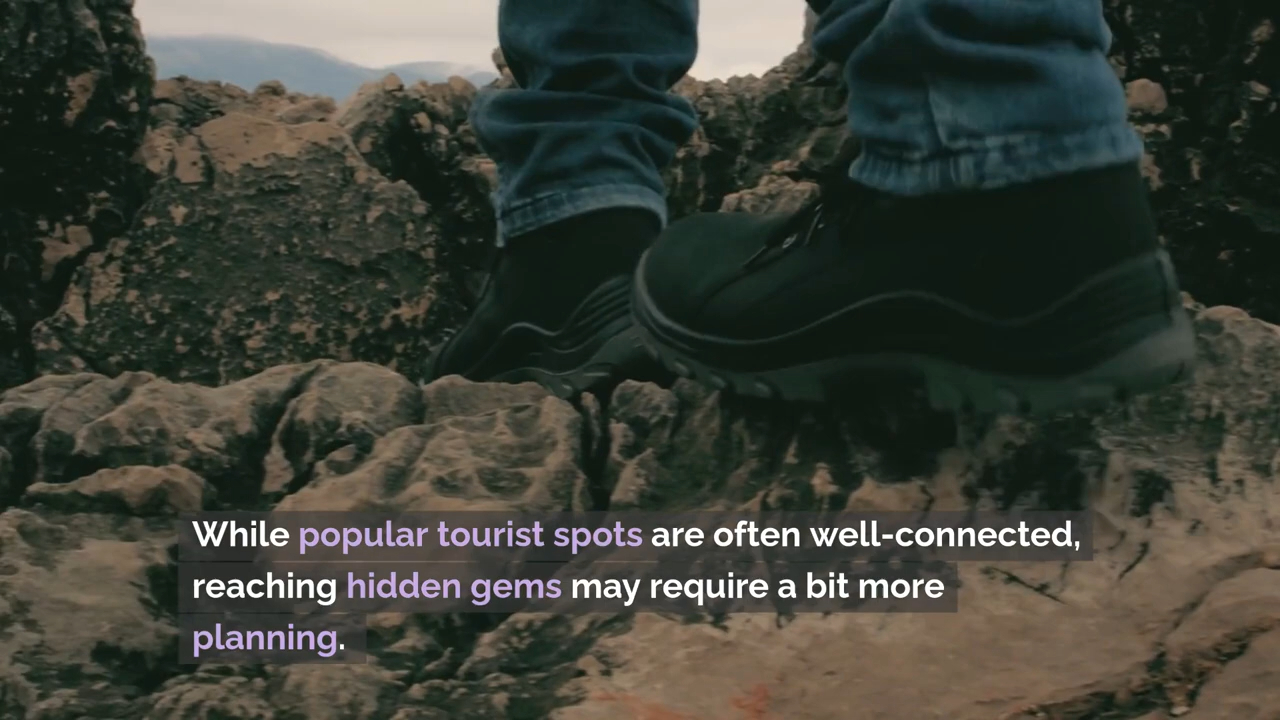 While popular tourist spots are often well-connected,
reaching hidden gems may require a bit more
planning.